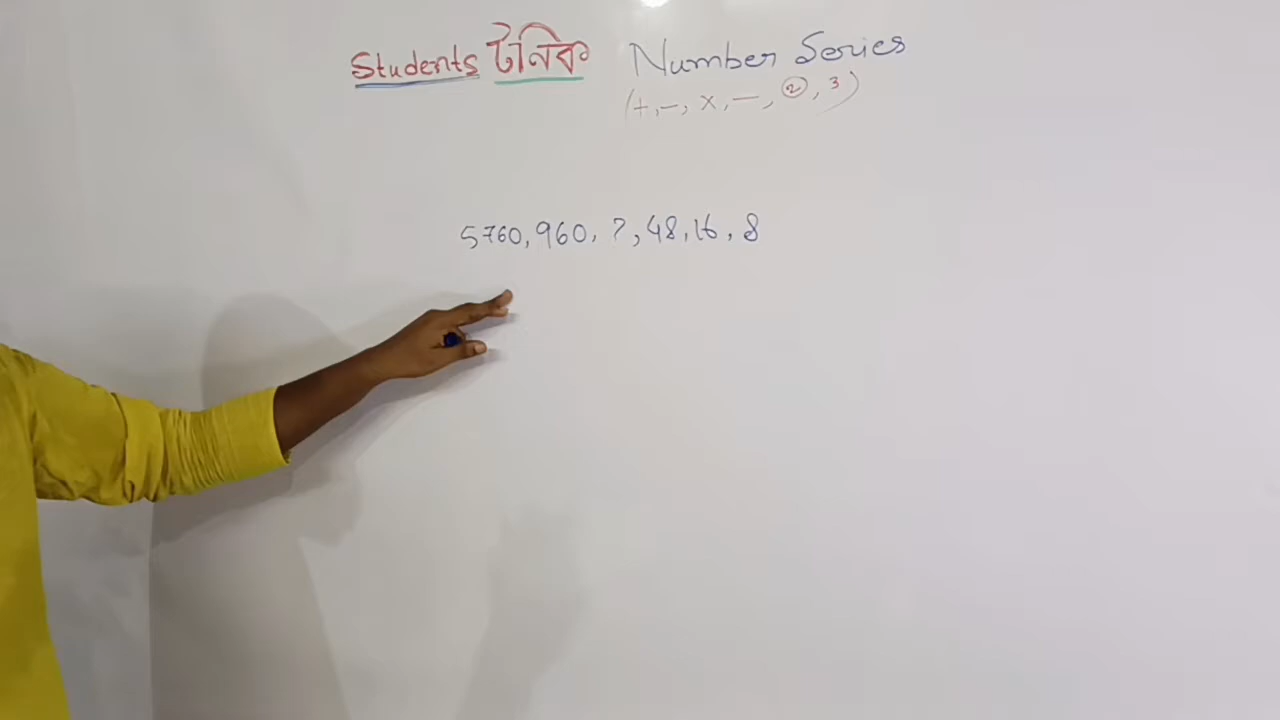 Students টনিক Number Series
(+,-, x, -, ②, 3)
5760, 960, ?, 48, 16, 8